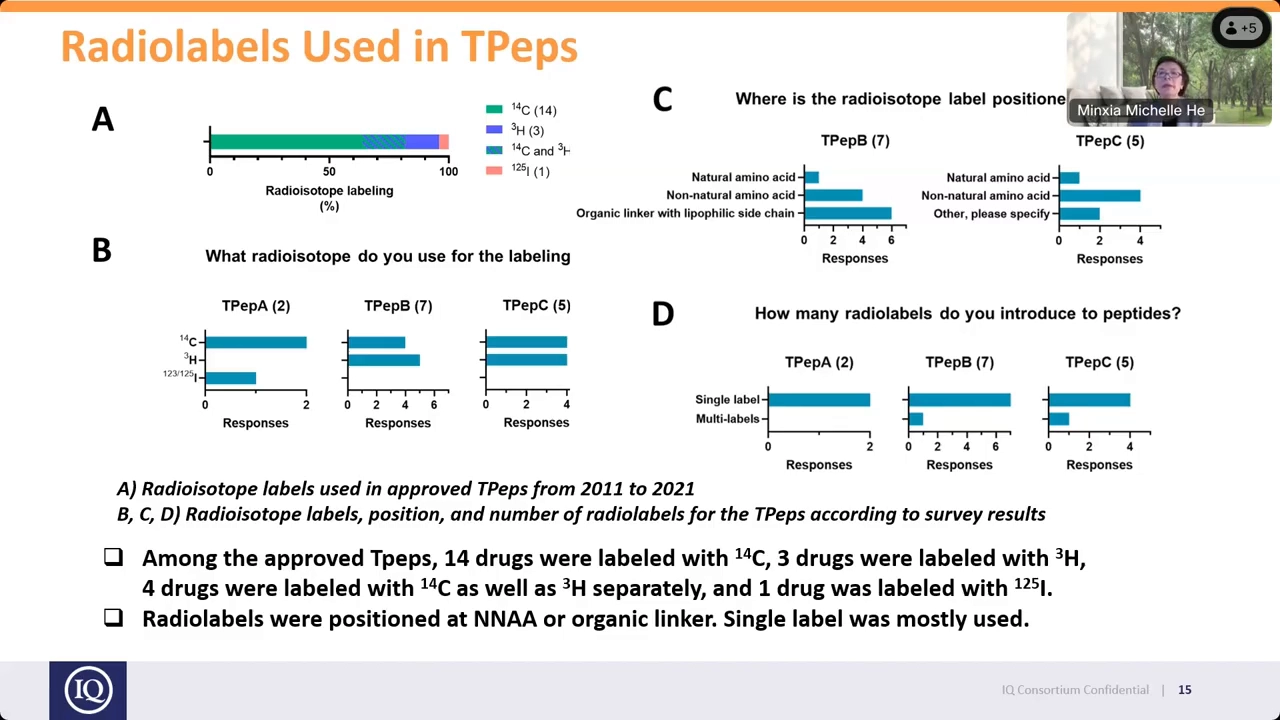 Radiolabels Used in TPeps
+5
Minxia Michelle He
A
14C (14)
3H (3)
14C and 3H
125I (1)
0 50 100
Radioisotope labeling
(%)
B
What radioisotope do you use for the labeling
TPepA (2) TPepB (7) TPepC (5)
14C
3H
123/125I
0 2 0 2 4 6 0 2 4
Responses Responses Responses
C
Where is the radioisotope label positione
TPepB (7) TPepC (5)
Natural amino acid Natural amino acid
Non-natural amino acid Non-natural amino acid
Organic linker with lipophilic side chain Other, please specify
0 2 4 6 0 2 4
Responses Responses
D
How many radiolabels do you introduce to peptides?
TPepA (2) TPepB (7) TPepC (5)
Single label
Multi-labels
0 2 0 2 4 6 0 2 4
Responses Responses Responses
A) Radioisotope labels used in approved TPeps from 2011 to 2021
B, C, D) Radioisotope labels, position, and number of radiolabels for the TPeps according to survey results
Among the approved Tpeps, 14 drugs were labeled with 14C, 3 drugs were labeled with 3H,
4 drugs were labeled with 14C as well as 3H separately, and 1 drug was labeled with 125I.
Radiolabels were positioned at NNAA or organic linker. Single label was mostly used.
IQ
IQ Consortium Confidential | 15